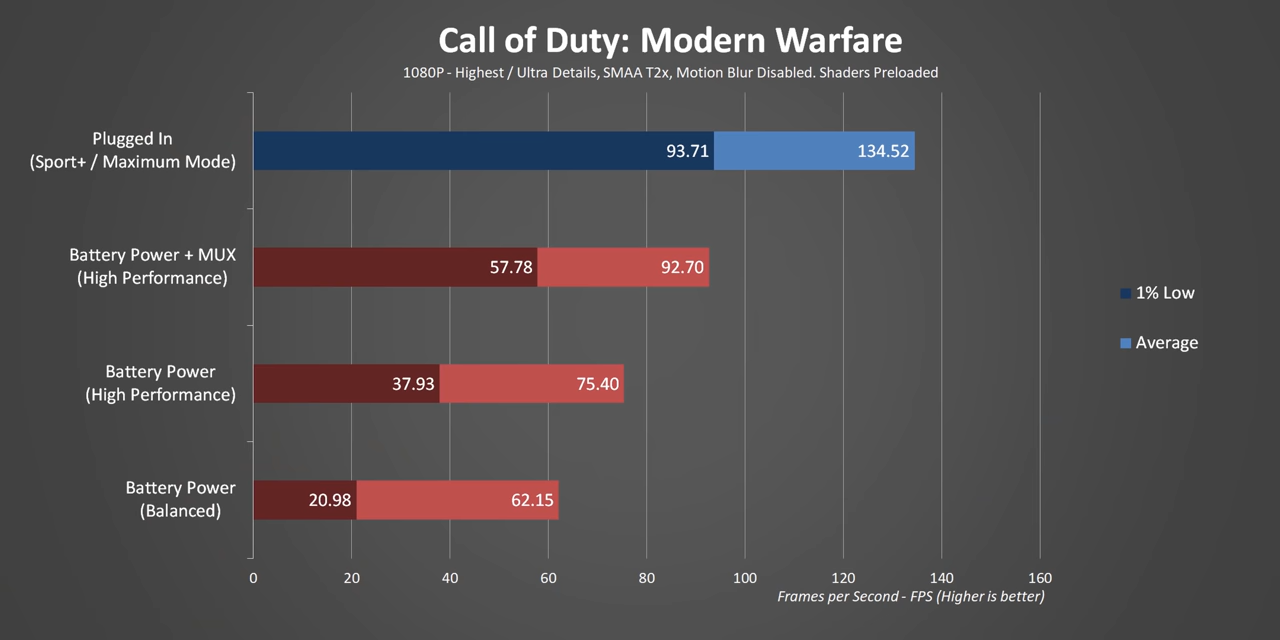 Call of Duty: Modern Warfare
1080P - Highest / Ultra Details, SMAA T2x, Motion Blur Disabled. Shaders Preloaded
Plugged In
(Sport+ / Maximum Mode)
93.71
134.52
Battery Power + MUX
(High Performance)
57.78
92.70
Battery Power
(High Performance)
37.93
75.40
Battery Power
(Balanced)
20.98
62.15
1% Low
Average
0 20 40 60 80 100 120 140 160
Frames per Second - FPS (Higher is better)